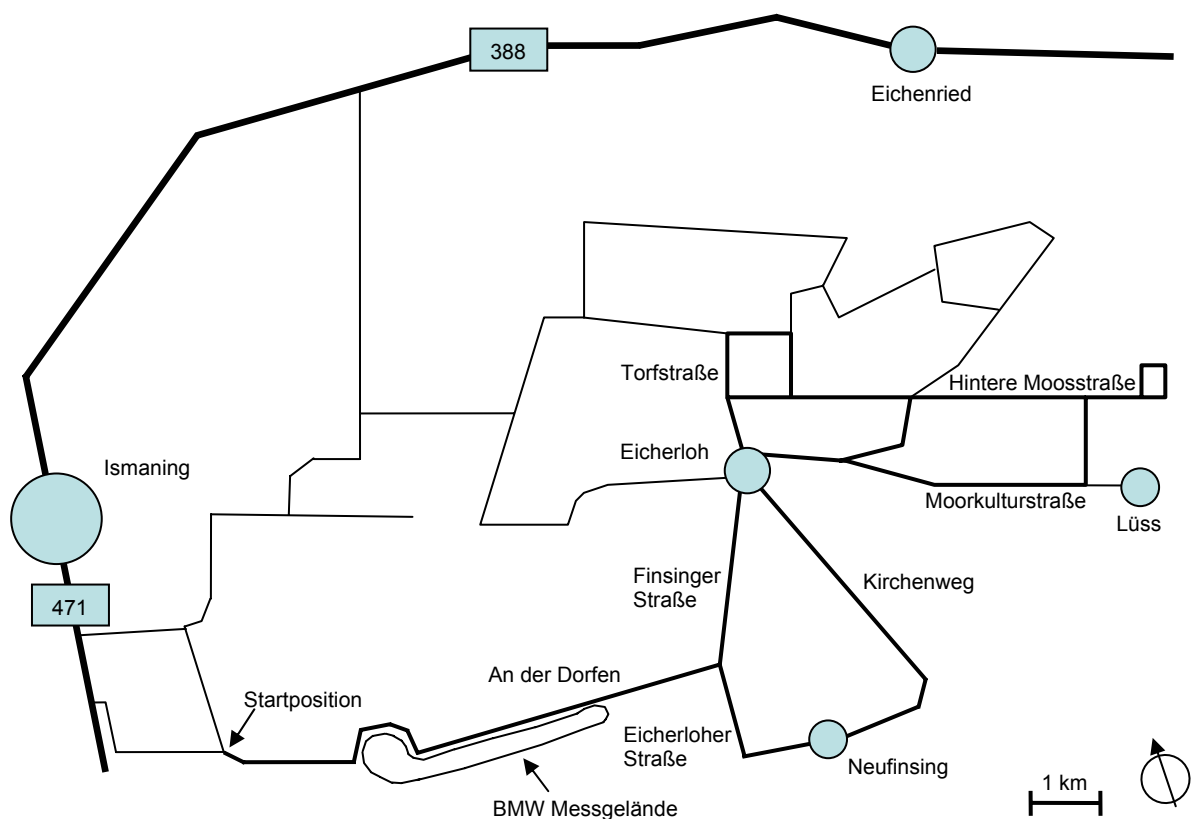 388
Eichenried
Torfstraße
Hintere Moosstraße
Ismaning
Eicherloh
Moorkulturstraße
Lüss
471
Finsinger
Straße
Kirchenweg
An der Dorfen
Startposition
Eicherloher
Straße
Neufinsing
1 km
BMW Messgelände